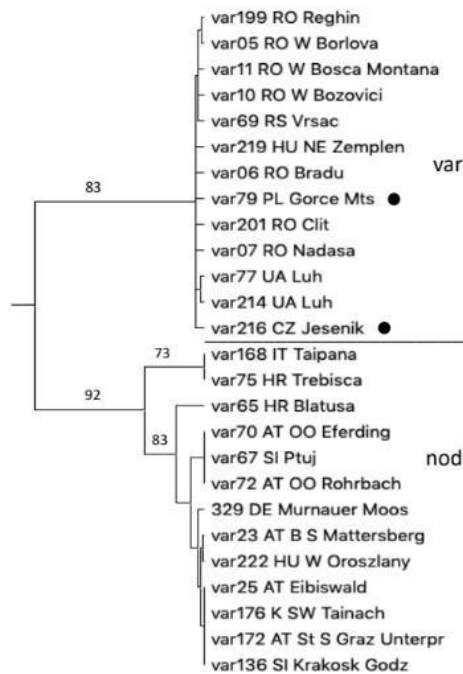 var199 RO Reghin
var05 RO W Borlova
var11 RO W Bosca Montana
var10 RO W Bozovici
var69 RS Vrsac
var219 HU NE Zemplen
var
var06 RO Bradu
83
var79 PL Gorce Mts
var201 RO Clit
var07 RO Nadasa
var77 UA Luh
var214 UA Luh
var216 CZ Jesenik
73
var168 IT Taipana
var75 HR Trebisca
92
var65 HR Blatusa
var70 AT OO Eferding
83
var67 SI Ptuj
nod
var72 AT OO Rohrbach
329 DE Murnauer Moos
var23 AT B S Mattersberg
var222 HU W Oroszlany
var25 AT Eibiswald
var176 K SW Tainach
var172 AT St S Graz Unterpr
var136 SI Krakosk Godz